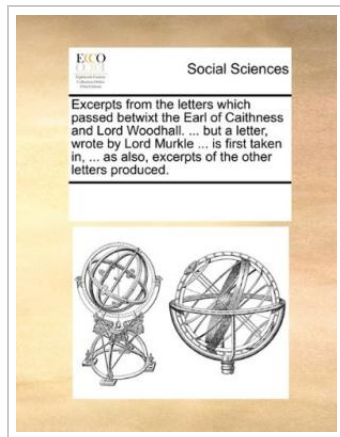 ECCO
Social Sciences
Excerpts from the letters which
passed betwixt the Earl of Caithness
and Lord Woodhall. ... but a letter,
wrote by Lord Murkle ... is first taken
in, ... as also, excerpts of the other
letters produced.